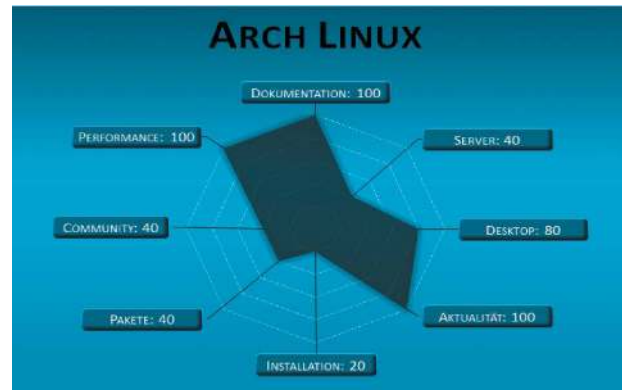 ARCH LINUX
DOKUMENTATION: 100
PERFORMANCE: 100
SERVER: 40
COMMUNITY: 40
DESKTOP: 80
PAKETE: 40
AKTUALITÄT: 100
INSTALLATION: 20